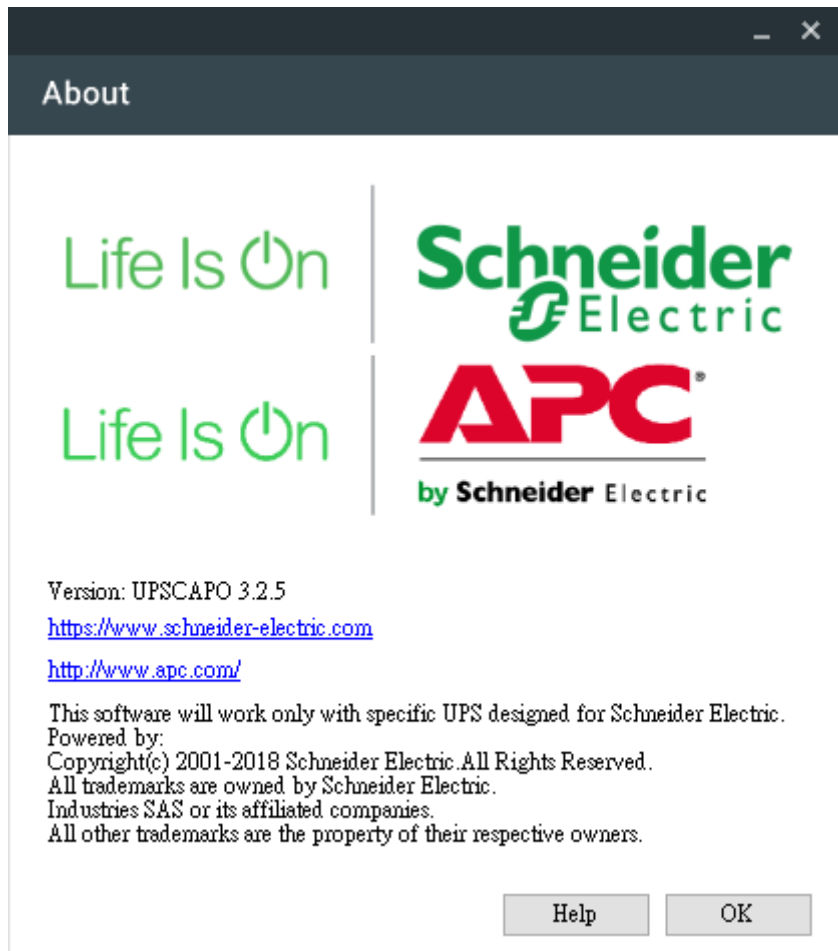 About
Life Is On
Schneider
Electric
Life Is On
APC®
by Schneider Electric
Version: UPSCAPO 3.2.5
https://www.schneider-electric.com
http://www.apc.com/
This software will work only with specific UPS designed for Schneider Electric.
Powered by:
Copyright(c) 2001-2018 Schneider Electric.All Rights Reserved.
All trademarks are owned by Schneider Electric.
Industries SAS or its affiliated companies.
All other trademarks are the property of their respective owners.
Help OK